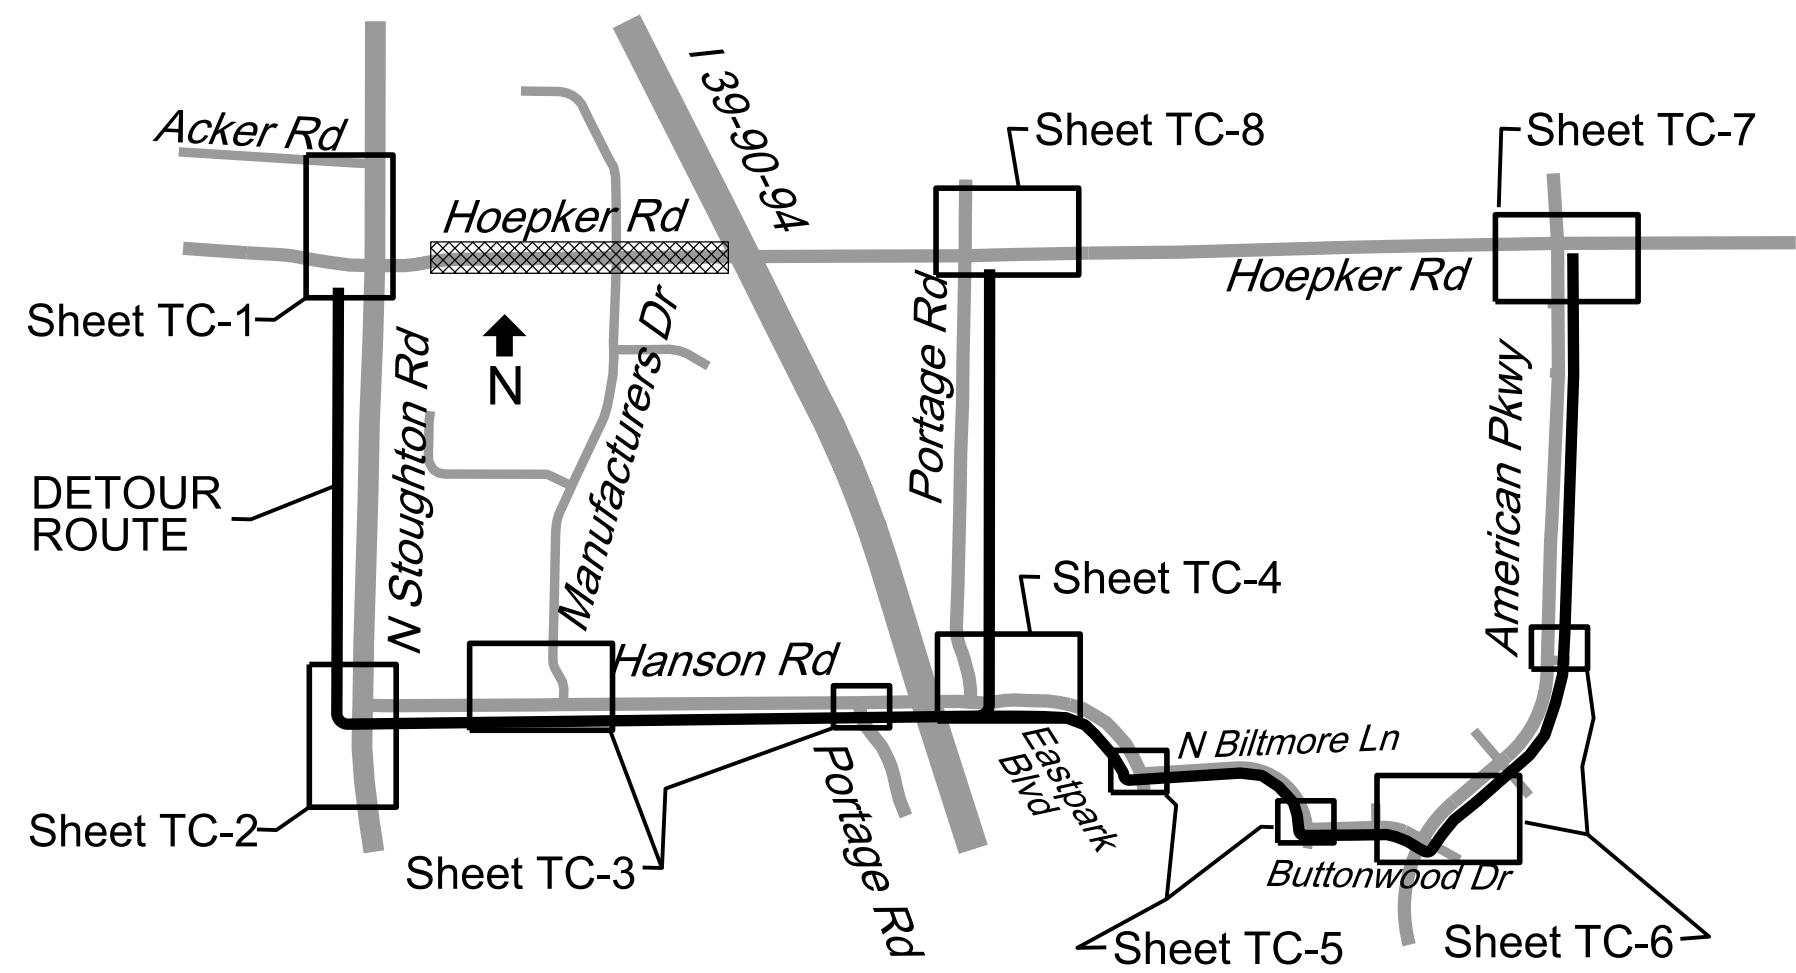 I 39-90-94
Acker Rd
Sheet TC-8
Sheet TC-7
Hoepker Rd
Hoepker Rd
Sheet TC-1
N
N Stoughton Rd
Manufacturers Dr
Portage Rd
American Pkwy
DETOUR
ROUTE
Sheet TC-4
Hanson Rd
N Biltmore Ln
Eastpark
Blvd
Portage Rd
Sheet TC-2
Sheet TC-3
Buttonwood Dr
Sheet TC-5
Sheet TC-6